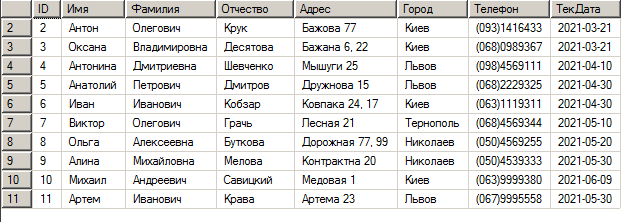 ID Имя Фамилия Отчество Адрес Город Телефон ТекДата
2 2 Антон Олегович Крук Бажова 77 Киев (093)1416433 2021-03-21
3 3 Оксана Владимировна Десятова Бажана 6, 22 Киев (068)0989367 2021-03-21
4 4 Антонина Дмитриевна Шевченко Мышуги 25 Львов (098)4569111 2021-04-10
5 5 Анатолий Петрович Дмитров Дружнова 15 Львов (068)2229325 2021-04-30
6 6 Иван Иванович Кобзар Ковпака 24, 17 Киев (063)1119311 2021-04-30
7 7 Виктор Олегович Грачь Лесная 21 Тернополь (068)4569344 2021-05-10
8 8 Ольга Алексеевна Буткова Дорожная 77, 99 Николаев (050)4569255 2021-05-20
9 9 Алина Михайловна Мелова Контрактна 20 Николаев (050)4539333 2021-05-30
10 10 Михаил Андреевич Савицкий Медовая 1 Киев (063)9999380 2021-06-09
11 11 Артем Иванович Крава Артема 23 Львов (067)9995558 2021-05-30